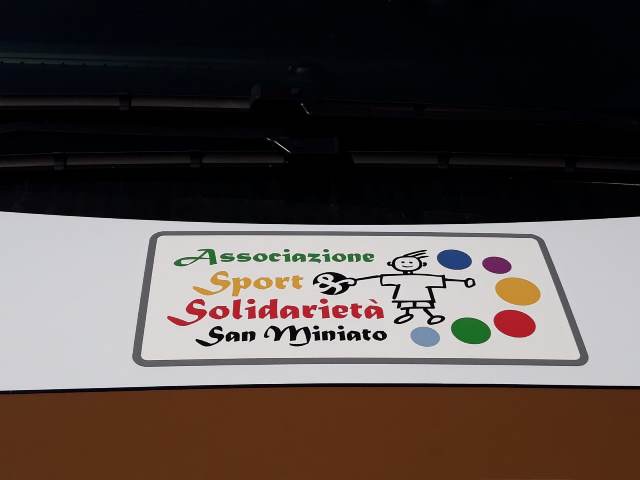 Associazione
Sport
Solidarietà
San Miniato